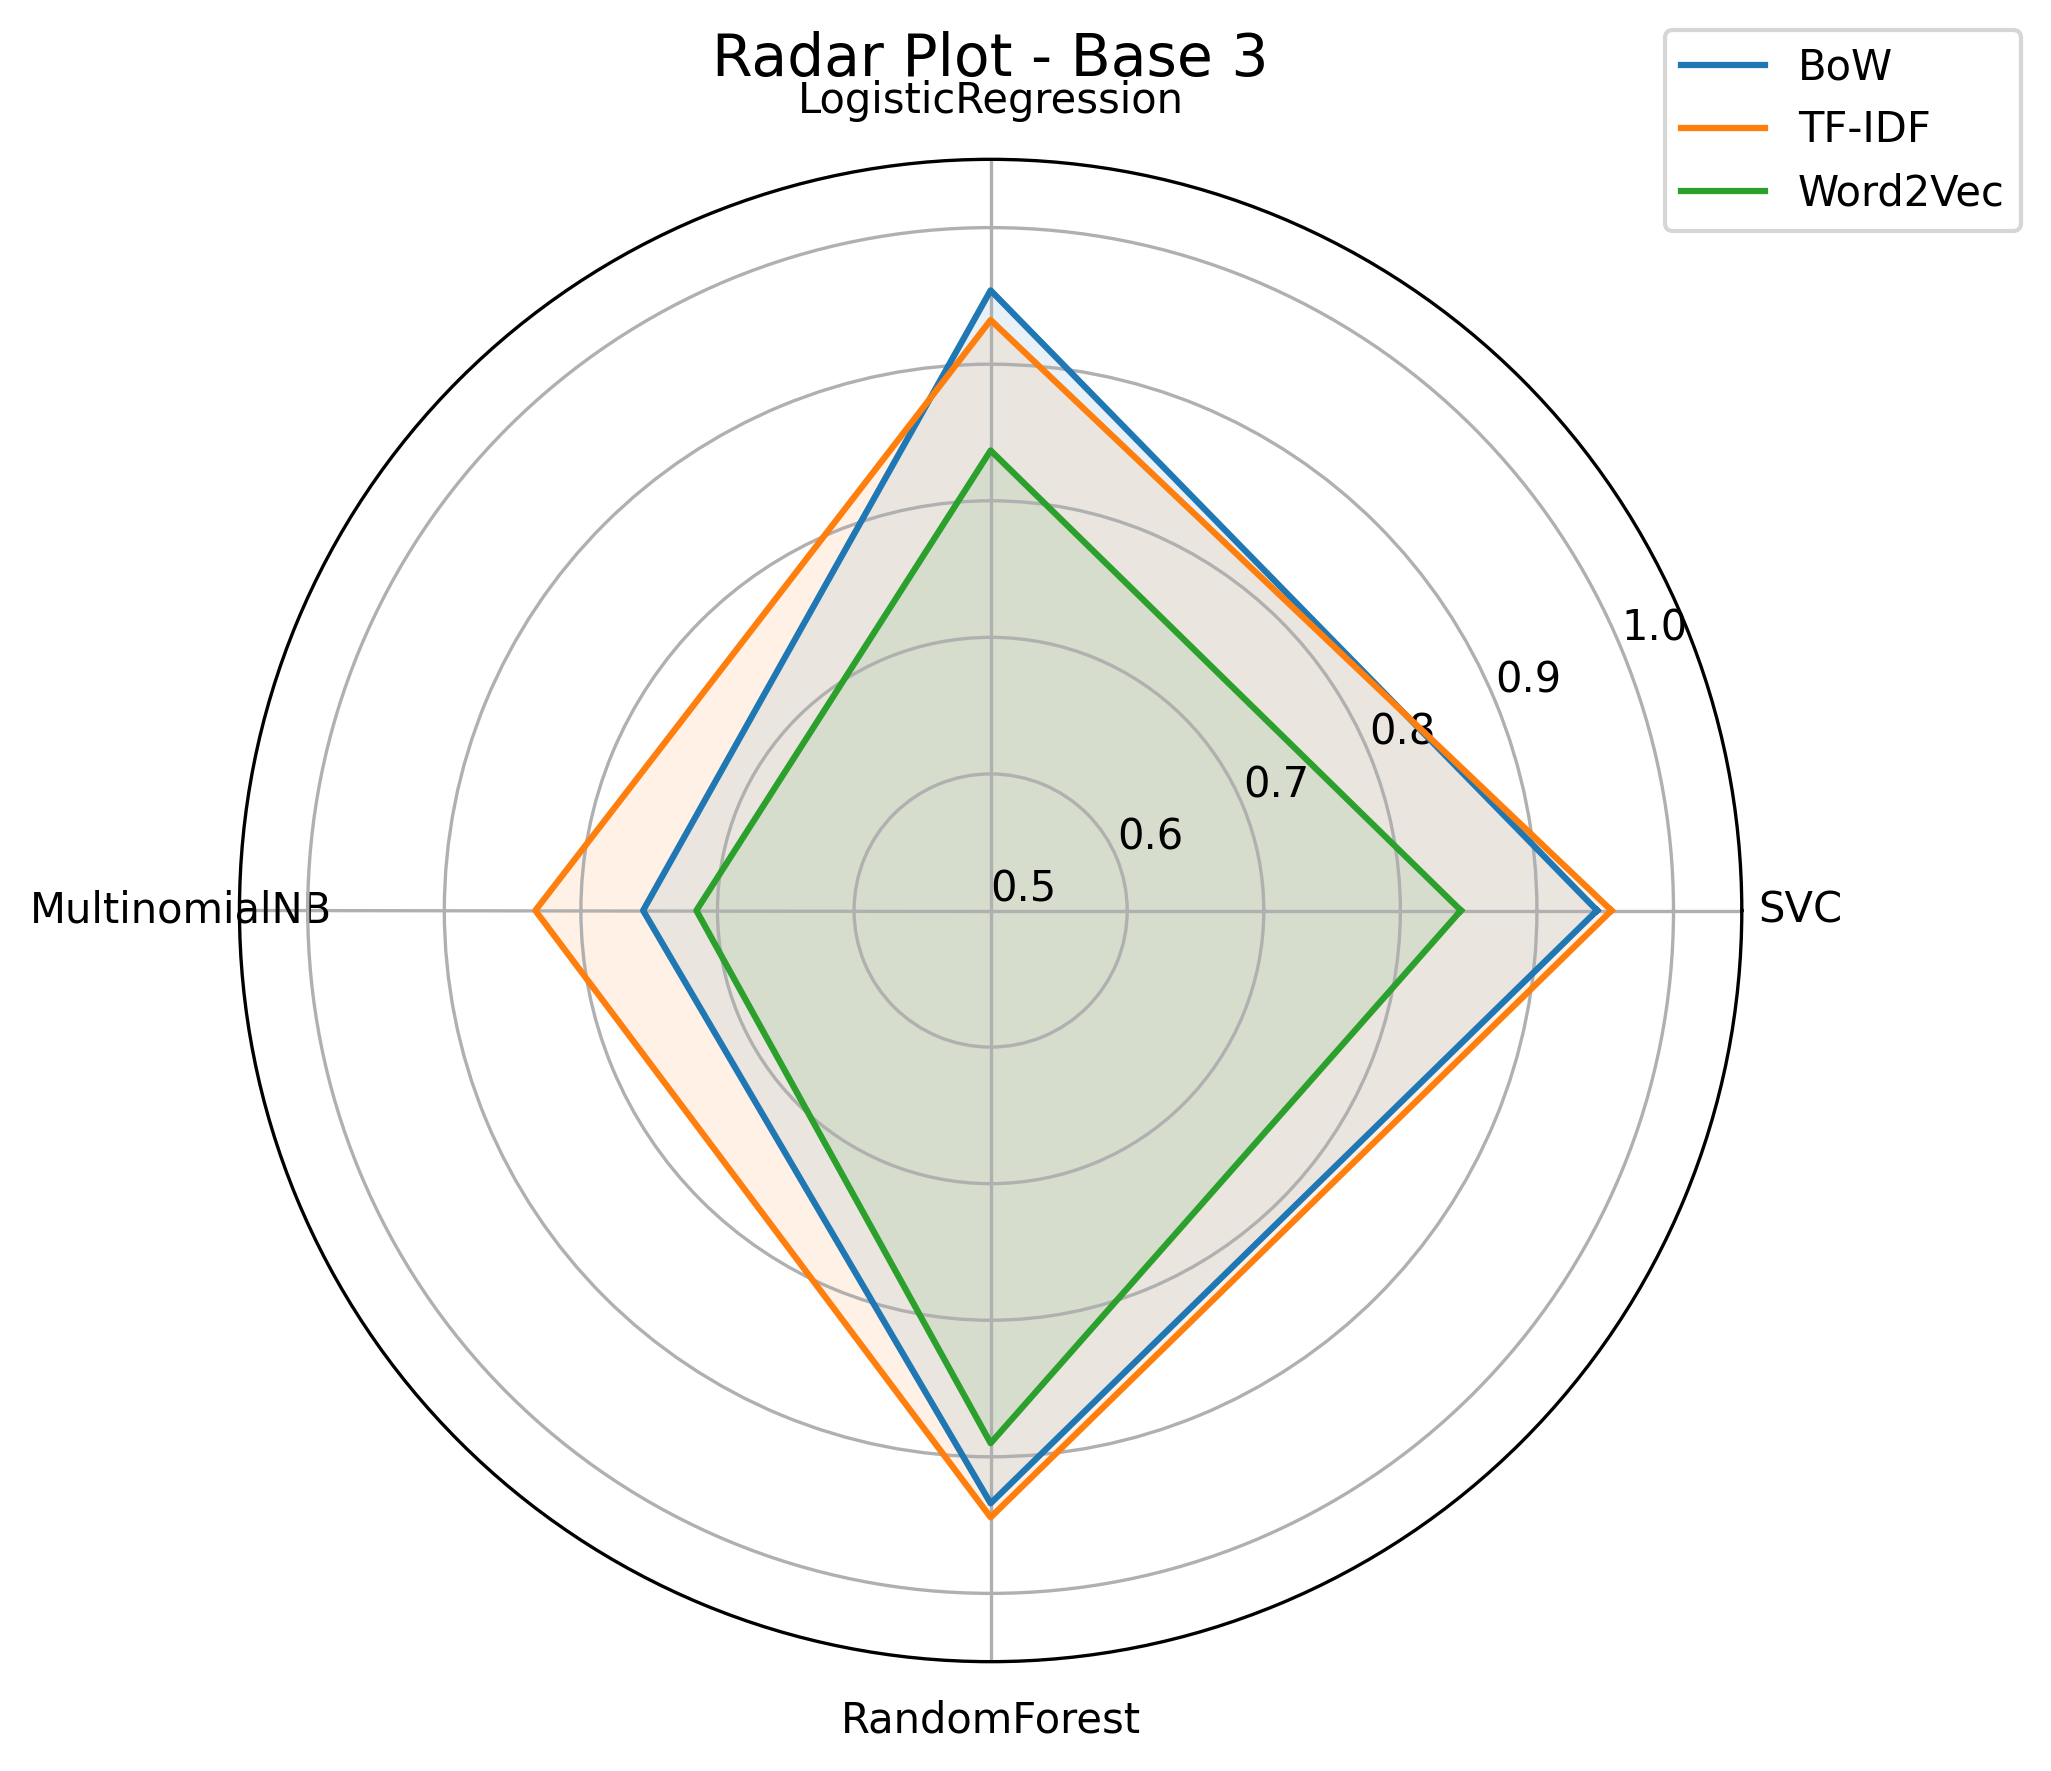 Radar Plot - Base 3
LogisticRegression
BoW
TF-IDF
Word2Vec
1.0
0.9
0.8
0.7
0.6
0.5
MultinomialNB
SVC
RandomForest